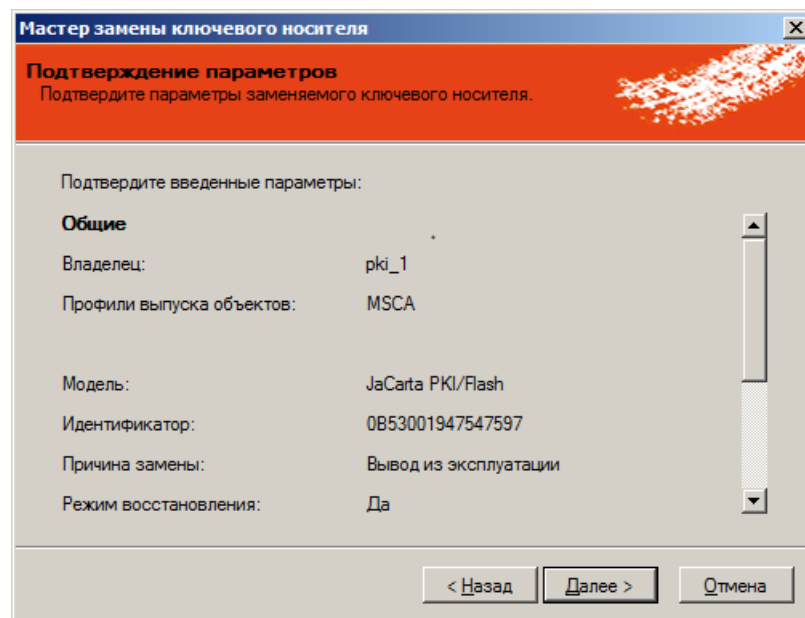 Мастер замены ключевого носителя
Подтверждение параметров
Подтвердите параметры заменяемого ключевого носителя.
Подтвердите введенные параметры:
Общие
Владелец: pki_1
Профили выпуска объектов: MSCA
Модель: JaCarta PKI/Flash
Идентификатор: 0B53001947547597
Причина замены: Вывод из эксплуатации
Режим восстановления: Да
< Назад Далее > Отмена